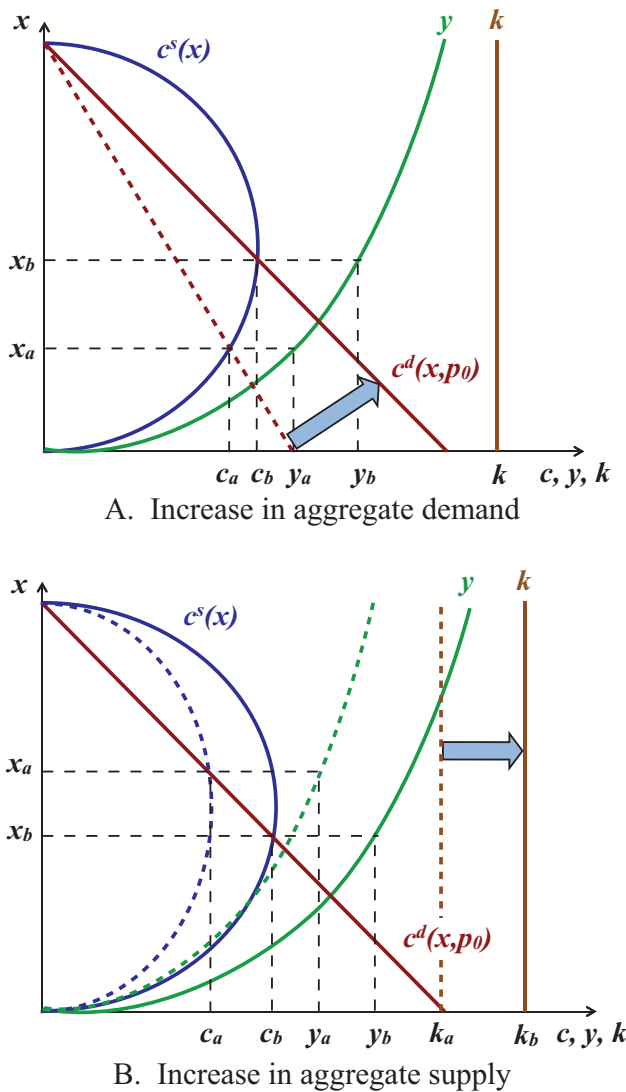 x
c^s(x)
y
k
x_b
x_a
c^d(x,p_0)
c_a c_b y_a y_b k c, y, k
A. Increase in aggregate demand
x
c^s(x)
y
k
x_a
x_b
c^d(x,p_0)
c_a c_b y_a y_b k_a k_b c, y, k
B. Increase in aggregate supply